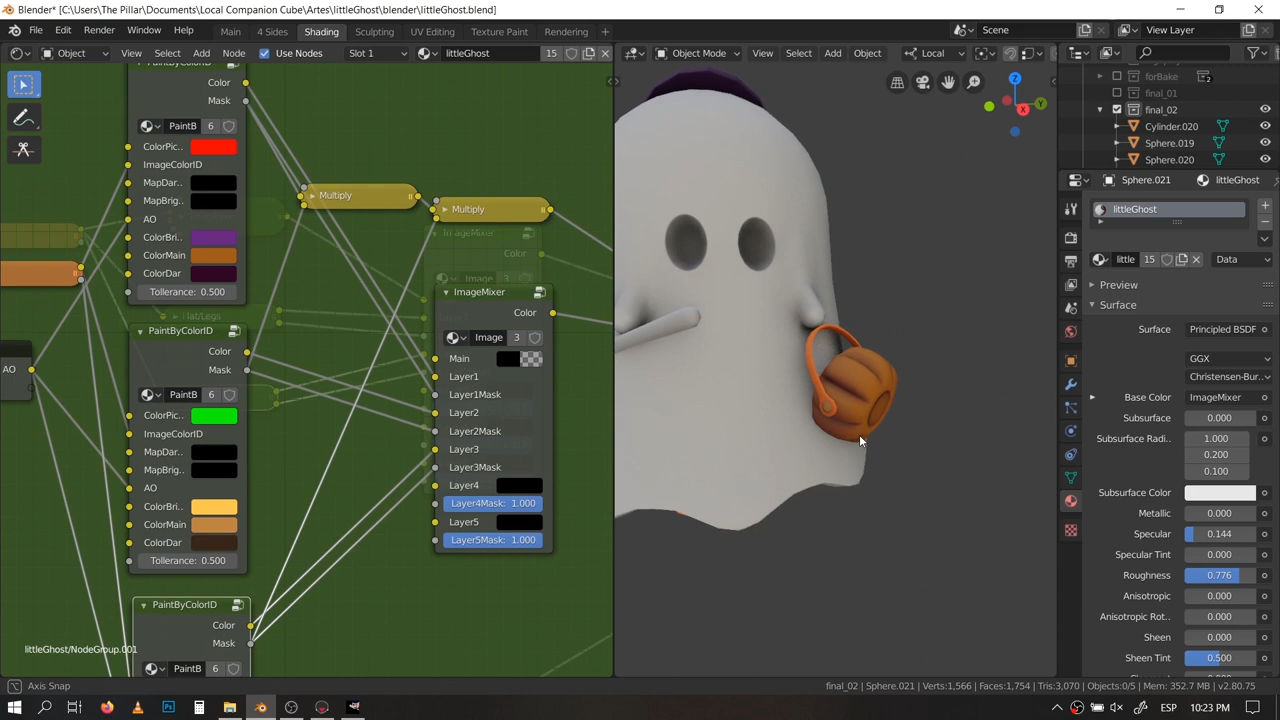 Blender* [C:\Users\The Pillar\Documents\Local Companion Cube\Artes\littleGhost\blender\littleGhost.blend]
File Edit Render Window Help Main 4 Sides Shading Sculpting UV Editing Texture Paint Rendering + Scene View Layer
Object View Select Add Node Use Nodes Slot 1 littleGhost 15
Object Mode View Select Add Object Local
PaintByColorID
Color
Mask
PaintB 6
ColorPic..
ImageColorID
MapDar..
MapBrig..
AO
ColorBri..
ColorMain
ColorDar
Tollerance: 0.500
PaintByColorID
Color
Mask
PaintB 6
ColorPic..
ImageColorID
MapDar..
MapBrig..
AO
ColorBri..
ColorMain
ColorDar
Tollerance: 0.500
PaintByColorID
Color
Mask
PaintB 6
AO
Hat/Legs
Multiply
Multiply
ImageMixer
Color
Image 3
ImageMixer
Color
Image 3
Main
Layer1
Layer1Mask
Layer2
Layer2Mask
Layer3
Layer3Mask
Layer4
Layer4Mask: 1.000
Layer5
Layer5Mask: 1.000
littleGhost/NodeGroup.001
X
Y
Z
forBake 2
final_01
final_02
Cylinder.020
Sphere.019
Sphere.020
Sphere.021 littleGhost
littleGhost
little 15 Data
Preview
Surface
Surface Principled BSDF
GGX
Christensen-Bur..
Base Color ImageMixer
Subsurface 0.000
Subsurface Radi.. 1.000
0.200
0.100
Subsurface Color
Metallic 0.000
Specular 0.144
Specular Tint 0.000
Roughness 0.776
Anisotropic 0.000
Anisotropic Rot.. 0.000
Sheen 0.000
Sheen Tint 0.500
Axis Snap
final_02 | Sphere.021 | Verts:1,566 | Faces:1,754 | Tris:3,070 | Objects:0/5 | Mem: 352.7 MB | v2.80.75
ESP 10:23 PM